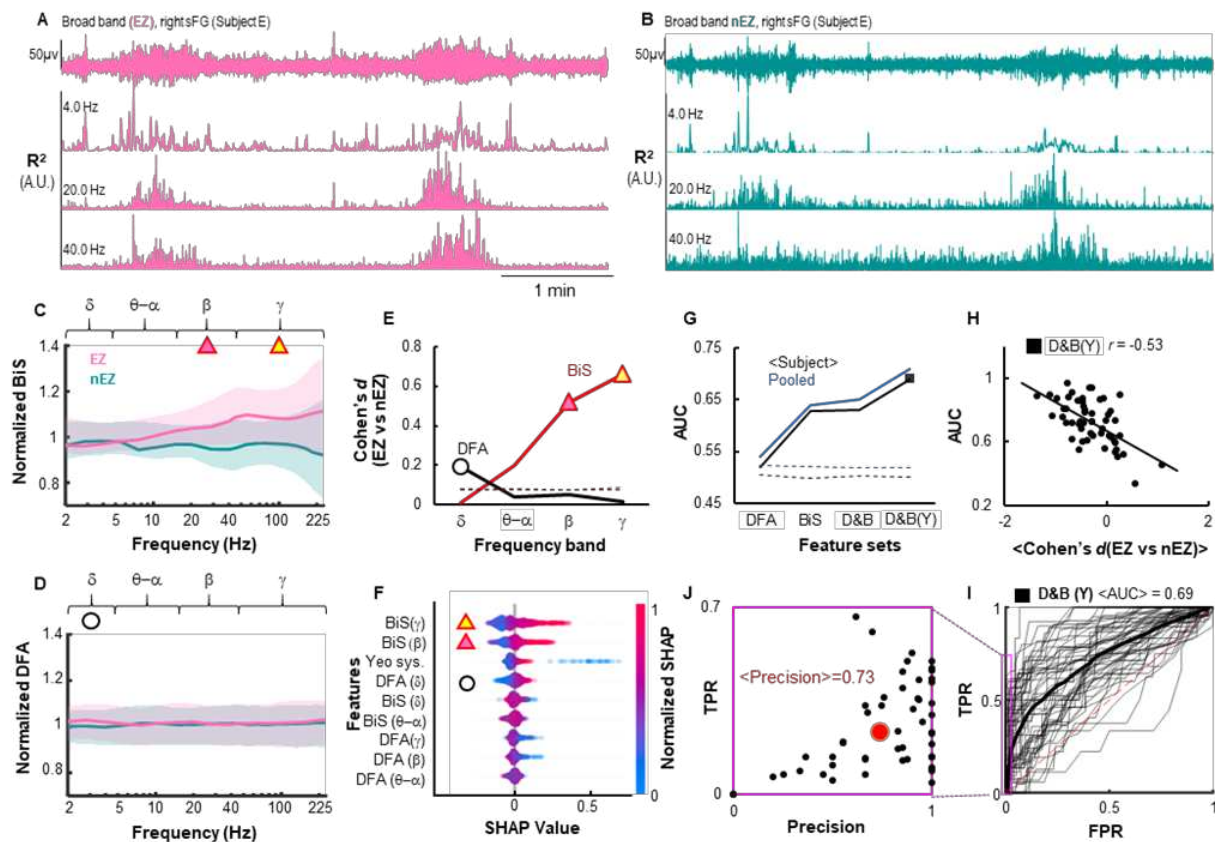 A Broad band (EZ), right sFG (Subject E)
50µv
4.0 Hz
R²
(A.U.)
20.0 Hz
40.0 Hz
1 min
B Broad band nEZ, right sFG (Subject E)
50µv
4.0 Hz
R²
(A.U.)
20.0 Hz
40.0 Hz
C δ θ–α β γ
Normalized BiS
1.4
1.2
1
0.8
EZ
nEZ
2 5 10 20 40 100 225
Frequency (Hz)
D δ θ–α β γ
Normalized DFA
1.4
1.2
1
0.8
2 5 10 20 40 100 225
Frequency (Hz)
E
Cohen's d
(EZ vs nEZ)
0.8
0.6
0.4
0.2
0
BiS
DFA
δ θ–α β γ
Frequency band
F
Features
BiS(γ)
BiS (β)
Yeo sys.
DFA (δ)
BiS (δ)
BiS (θ–α)
DFA(γ)
DFA (β)
DFA (θ–α)
0 0.5
SHAP Value
1
0
Normalized SHAP
G
AUC
0.75
0.65
0.55
0.45
<Subject>
Pooled
DFA BiS D&B D&B(Y)
Feature sets
H
D&B(Y) r = -0.53
AUC
1
0.6
0.2
-2 0 2
<Cohen's d(EZ vs nEZ)>
J
TPR
0.7
0
<Precision>=0.73
0 1
Precision
I
D&B (Y) <AUC> = 0.69
TPR
1
0.5
0
0 0.5 1
FPR